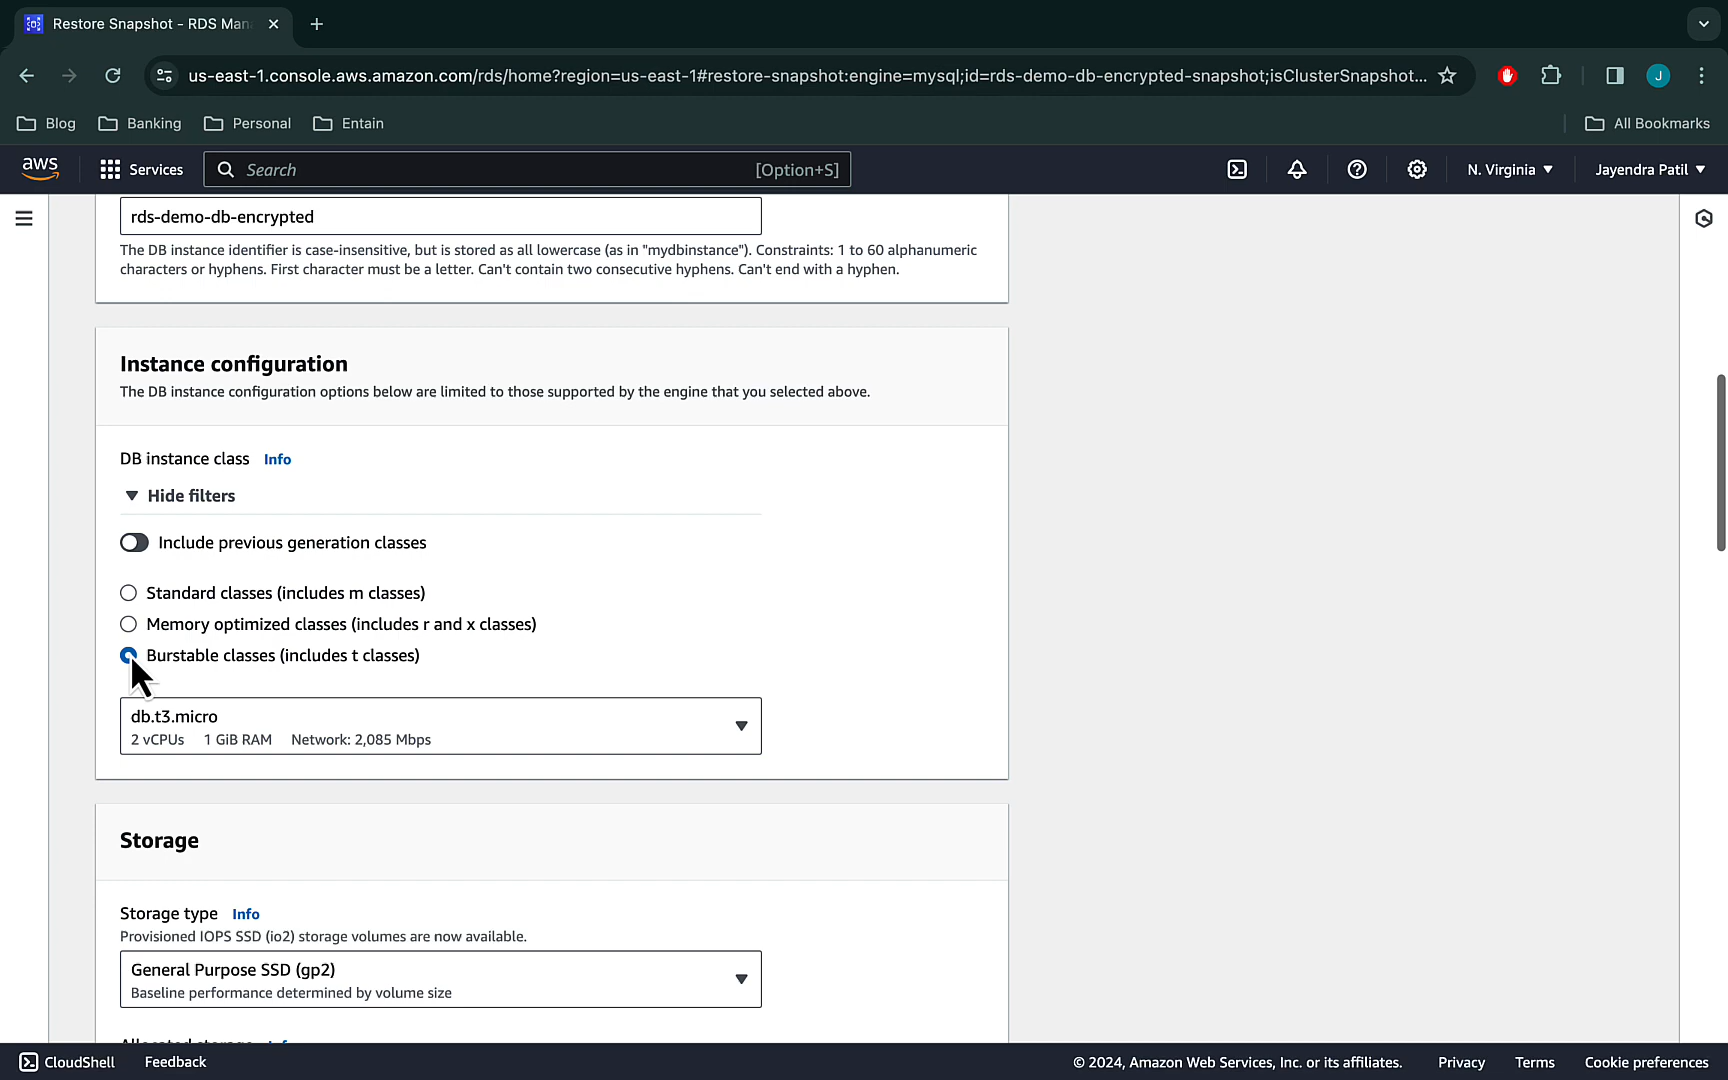 Restore Snapshot - RDS Man
us-east-1.console.aws.amazon.com/rds/home?region=us-east-1#restore-snapshot:engine=mysql;id=rds-demo-db-encrypted-snapshot;isClusterSnapshot...
J
Blog Banking Personal Entain All Bookmarks
aws Services Search [Option+S] N. Virginia Jayendra Patil
rds-demo-db-encrypted
The DB instance identifier is case-insensitive, but is stored as all lowercase (as in "mydbinstance"). Constraints: 1 to 60 alphanumeric
characters or hyphens. First character must be a letter. Can't contain two consecutive hyphens. Can't end with a hyphen.
Instance configuration
The DB instance configuration options below are limited to those supported by the engine that you selected above.
DB instance class Info
Hide filters
Include previous generation classes
Standard classes (includes m classes)
Memory optimized classes (includes r and x classes)
Burstable classes (includes t classes)
db.t3.micro
2 vCPUs 1 GiB RAM Network: 2,085 Mbps
Storage
Storage type Info
Provisioned IOPS SSD (io2) storage volumes are now available.
General Purpose SSD (gp2)
Baseline performance determined by volume size
CloudShell Feedback © 2024, Amazon Web Services, Inc. or its affiliates. Privacy Terms Cookie preferences